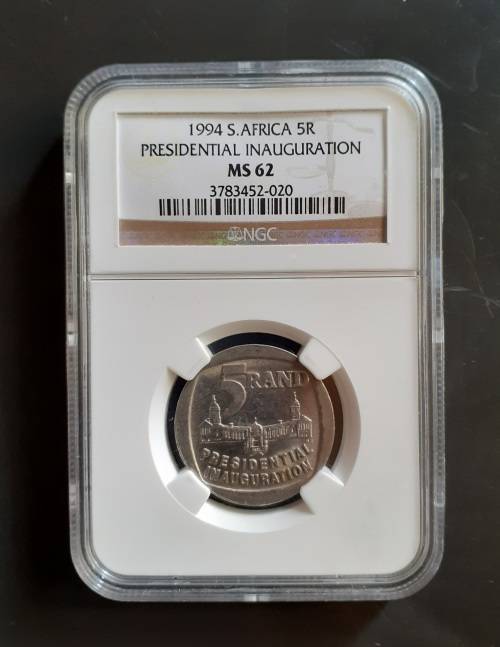 1994 S.AFRICA 5R
PRESIDENTIAL INAUGURATION
MS 62
3783452-020
NGC
5 RAND
PRESIDENTIAL
INAUGURATION